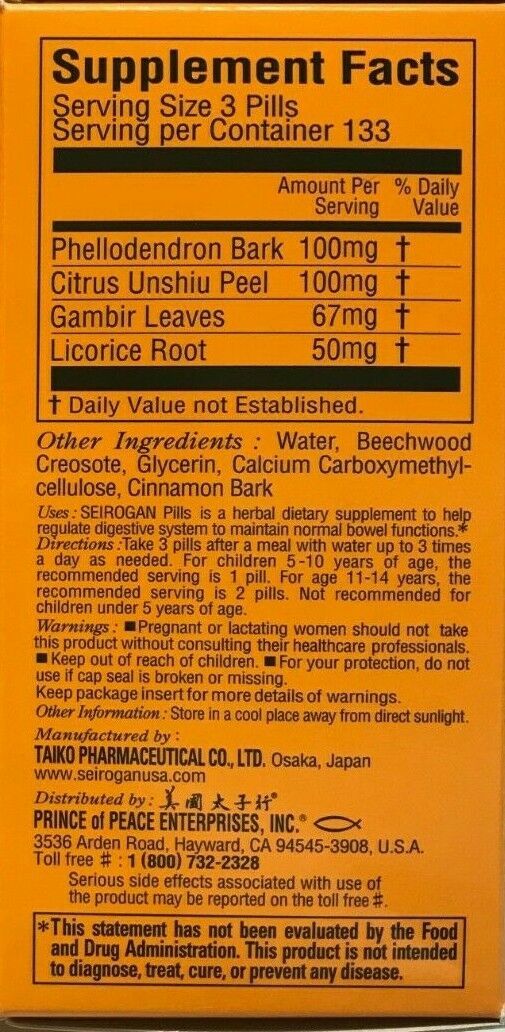 Supplement Facts
Serving Size 3 Pills
Serving per Container 133
Amount Per % Daily
Serving Value
Phellodendron Bark 100mg †
Citrus Unshiu Peel 100mg †
Gambir Leaves 67mg †
Licorice Root 50mg †
† Daily Value not Established.
Other Ingredients : Water, Beechwood
Creosote, Glycerin, Calcium Carboxymethyl-
cellulose, Cinnamon Bark
Uses : SEIROGAN Pills is a herbal dietary supplement to help
regulate digestive system to maintain normal bowel functions.*
Directions :Take 3 pills after a meal with water up to 3 times
a day as needed. For children 5-10 years of age, the
recommended serving is 1 pill. For age 11-14 years, the
recommended serving is 2 pills. Not recommended for
children under 5 years of age.
Warnings : ■Pregnant or lactating women should not take
this product without consulting their healthcare professionals.
■Keep out of reach of children. ■For your protection, do not
use if cap seal is broken or missing.
Keep package insert for more details of warnings.
Other Information : Store in a cool place away from direct sunlight.
Manufactured by :
TAIKO PHARMACEUTICAL CO., LTD. Osaka, Japan
www.seiroganusa.com
Distributed by : 美國太子行®
PRINCE of PEACE ENTERPRISES, INC.®
3536 Arden Road, Hayward, CA 94545-3908, U.S.A.
Toll free # : 1 (800) 732-2328
Serious side effects associated with use of
the product may be reported on the toll free #.
*This statement has not been evaluated by the Food
and Drug Administration. This product is not intended
to diagnose, treat, cure, or prevent any disease.